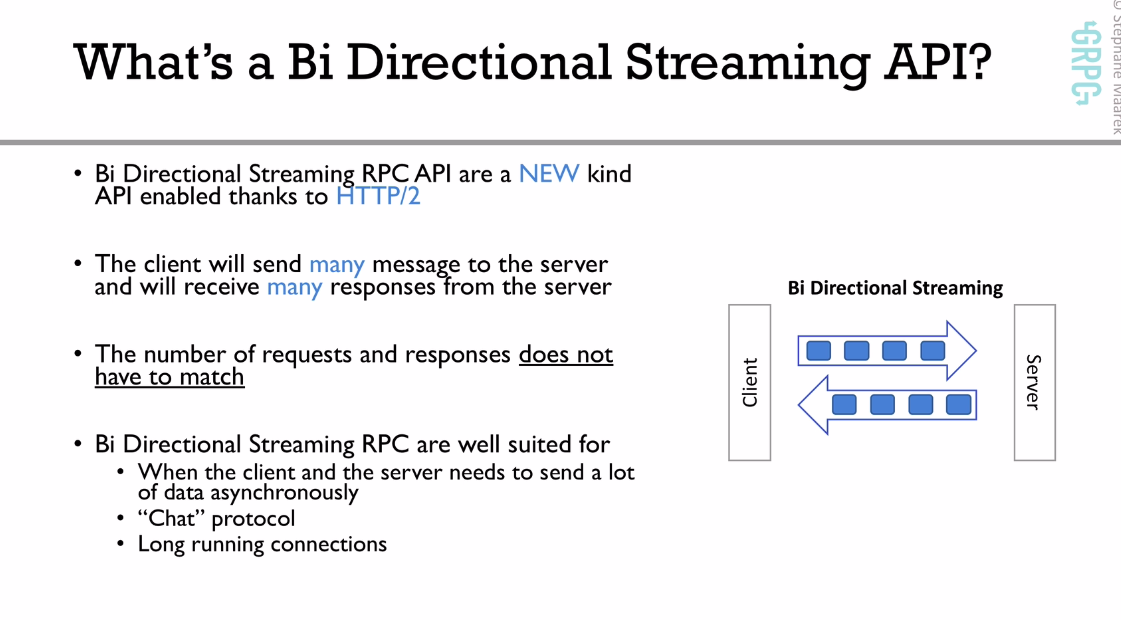 What's a Bi Directional Streaming API?
GRPC
© Stephane Maarek
• Bi Directional Streaming RPC API are a NEW kind
API enabled thanks to HTTP/2
• The client will send many message to the server
and will receive many responses from the server
• The number of requests and responses does not
have to match
• Bi Directional Streaming RPC are well suited for
• When the client and the server needs to send a lot
of data asynchronously
• “Chat” protocol
• Long running connections
Bi Directional Streaming
Client
Server